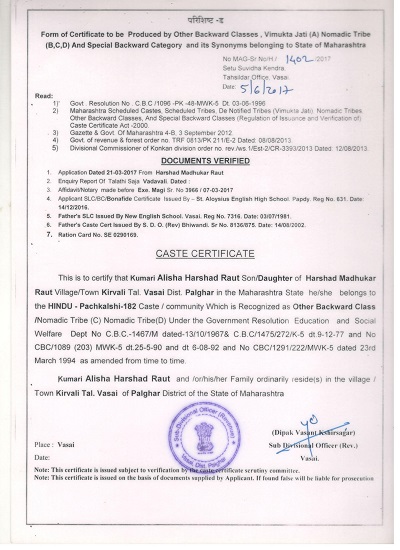 परिशिष्ट -द
Form of Certificate to be Produced by Other Backward Classes , Vimukta Jati (A) Nomadic Tribe
(B,C,D) And Special Backward Category and its Synonyms belonging to State of Maharashtra
No MAG-Sr No/H / 1402 /2017
Setu Suvidha Kendra.
Tahsildar Office, Vasai.
Date: 5/6/2017
Read:
1) Govt. Resolution No . C.B.C /1096 -PK -48-MWK-5 Dt. 03-06-1996
2) Maharashtra Scheduled Castes, Scheduled Tribes, De Notified Tribes (Vimukta Jati), Nomadic Tribes
Other Backward Classes, And Special Backward Classes (Regulation of Issuance and Verification of)
Caste Certificate Act -2000.
3) Gazette & Govt. Of Maharashtra 4-B, 3 September 2012.
4) Govt. of revenue & forest order no. TRF 0813/PK 211/E-2 Dated: 08/08/2013.
5) Divisional Commissioner of Konkan division order no. rev./ws.1/Est-2/CR-3393/2013 Dated: 12/08/2013.
DOCUMENTS VERIFIED
1. Application Dated 21-03-2017 From Harshad Madhukar Raut
2. Enquiry Report Of Talathi Saja Vadavali. Dated :
3. Affidavit/Notary made before Exe. Magi Sr. No 3966 / 07-03-2017
4. Applicant SLC/BC/Bonafide Certificate Issued By – St. Aloysius English High School: Papdy. Reg No. 631. Date:
14/12/2016.
5. Father's SLC Issued By New English School. Vasai. Reg No. 7316. Date: 03/07/1981.
6. Father's Caste Cert Issued By S. D. O. (Rev) Bhiwandi. Sr No. 8136/875. Date: 14/08/2002.
7. Ration Card No. SE 0290169.
CASTE CERTIFICATE
This is to certify that Kumari Alisha Harshad Raut Son/Daughter of Harshad Madhukar
Raut Village/Town Kirvali Tal. Vasai Dist. Palghar in the Maharashtra State he/she belongs to
the HINDU - Pachkalshi-182 Caste / community Which is Recognized as Other Backward Class
/Nomadic Tribe (C) Nomadic Tribe(D) Under the Government Resolution Education and Social
Welfare Dept No C.B.C.-1467/M dated-13/10/1967& C.B.C/1475/272/K-5 dt.9-12-77 and No
CBC/1089 (203) MWK-5 dt.25-5-90 and dt 6-08-92 and No CBC/1291/222/MWK-5 dated 23rd
March 1994 as amended from time to time.
Kumari Alisha Harshad Raut and /or/his/her Family ordinarily reside(s) in the village /
Town Kirvali Tal. Vasai of Palghar District of the State of Maharashtra
Sub-Divisional Officer (Revenue)
Vasai, Dist. Palghar
(Dipak Vasant Kshirsagar)
Place : Vasai
Sub Divisional Officer (Rev.)
Date:
Vasai.
Note: This certificate is issued subject to verification by the caste certificate scrutiny committee.
Note: This certificate is issued on the basis of documents supplied by Applicant. If found false will be liable for prosecution